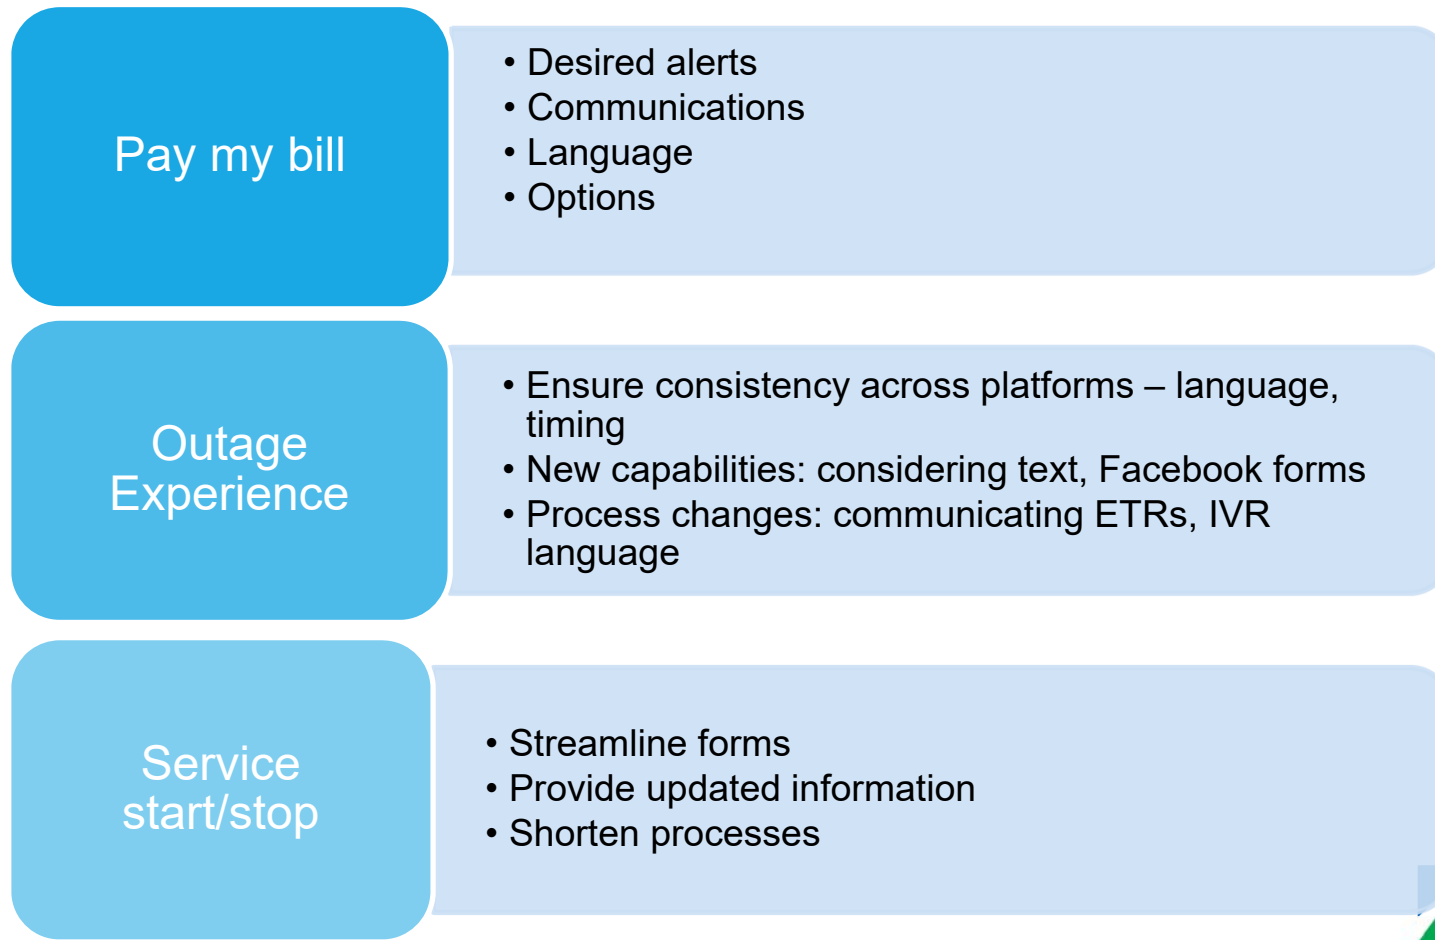 Pay my bill
• Desired alerts
• Communications
• Language
• Options
Outage
Experience
• Ensure consistency across platforms – language,
timing
• New capabilities: considering text, Facebook forms
• Process changes: communicating ETRs, IVR
language
Service
start/stop
• Streamline forms
• Provide updated information
• Shorten processes